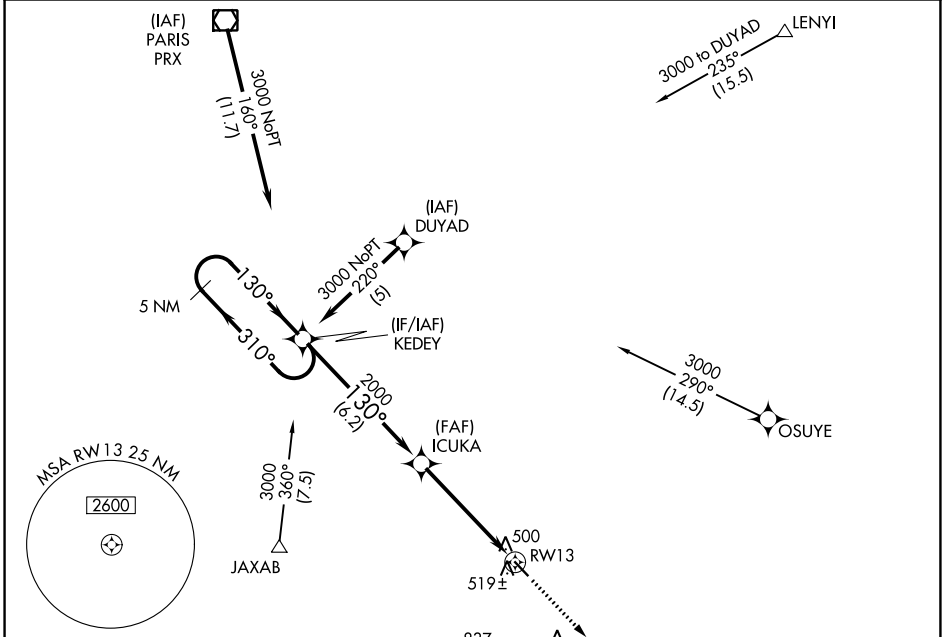 (IAF)
PARIS
PRX
3000 NoPT
160°
(11.7)
LENYI
3000 to DUYAD
235°
(15.5)
(IAF)
DUYAD
3000 NoPT
220°
(5)
5 NM
130°
310°
(IF/IAF)
KEDEY
2000
130°
(6.2)
3000
290°
(14.5)
OSUYE
(FAF)
ICUKA
MSA RW13 25 NM
2600
3000
360°
(7.5)
JAXAB
500
RW13
519±